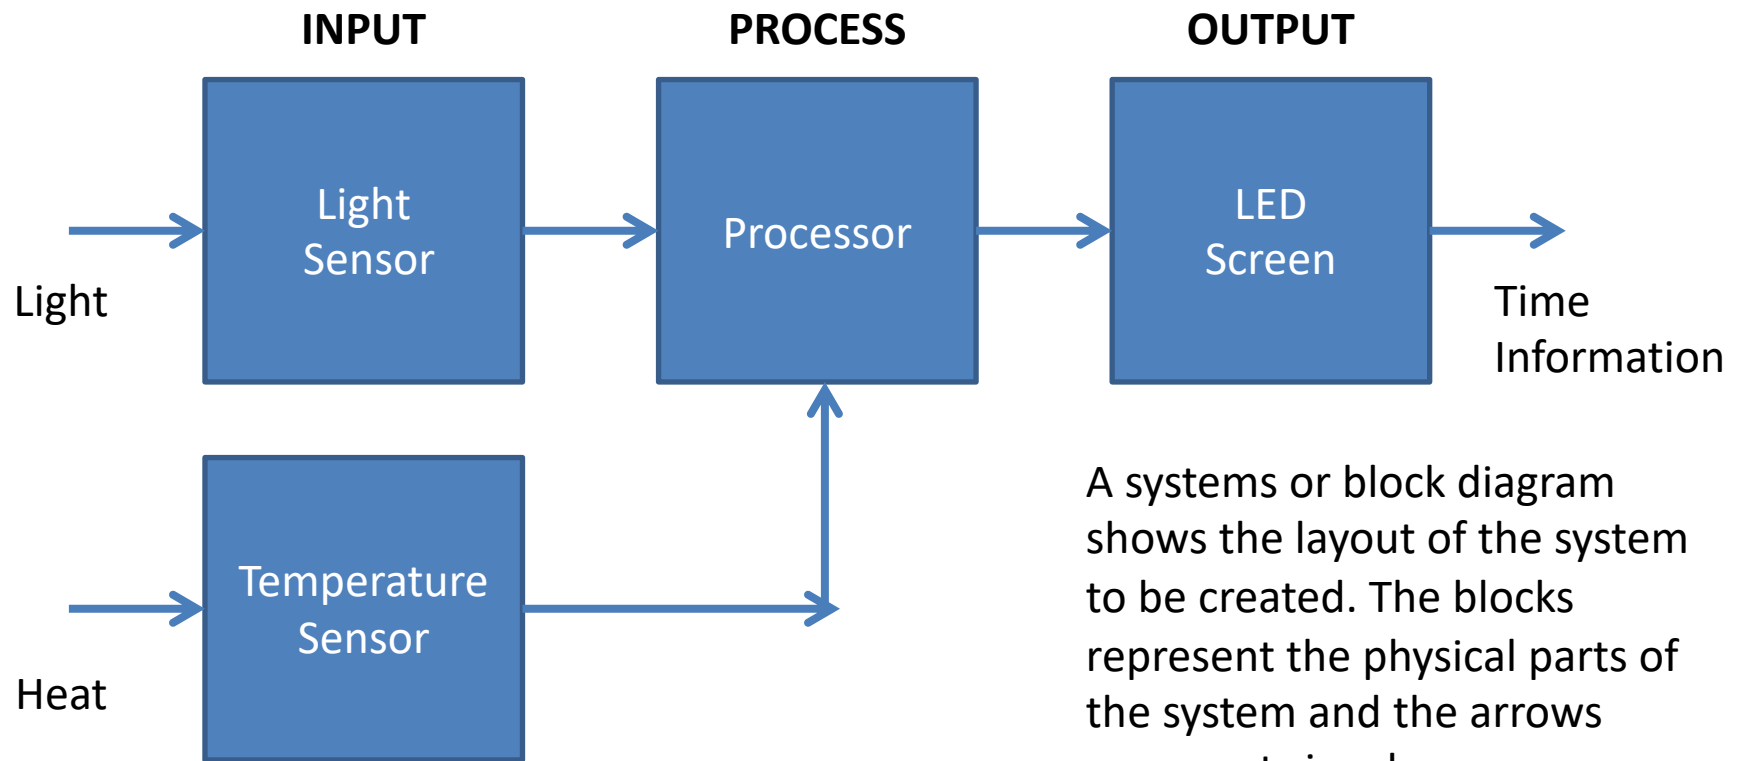 INPUT
PROCESS
OUTPUT
Light
Sensor
Processor
LED
Screen
Light
Time
Information
Temperature
Sensor
Heat
A systems or block diagram
shows the layout of the system
to be created. The blocks
represent the physical parts of
the system and the arrows